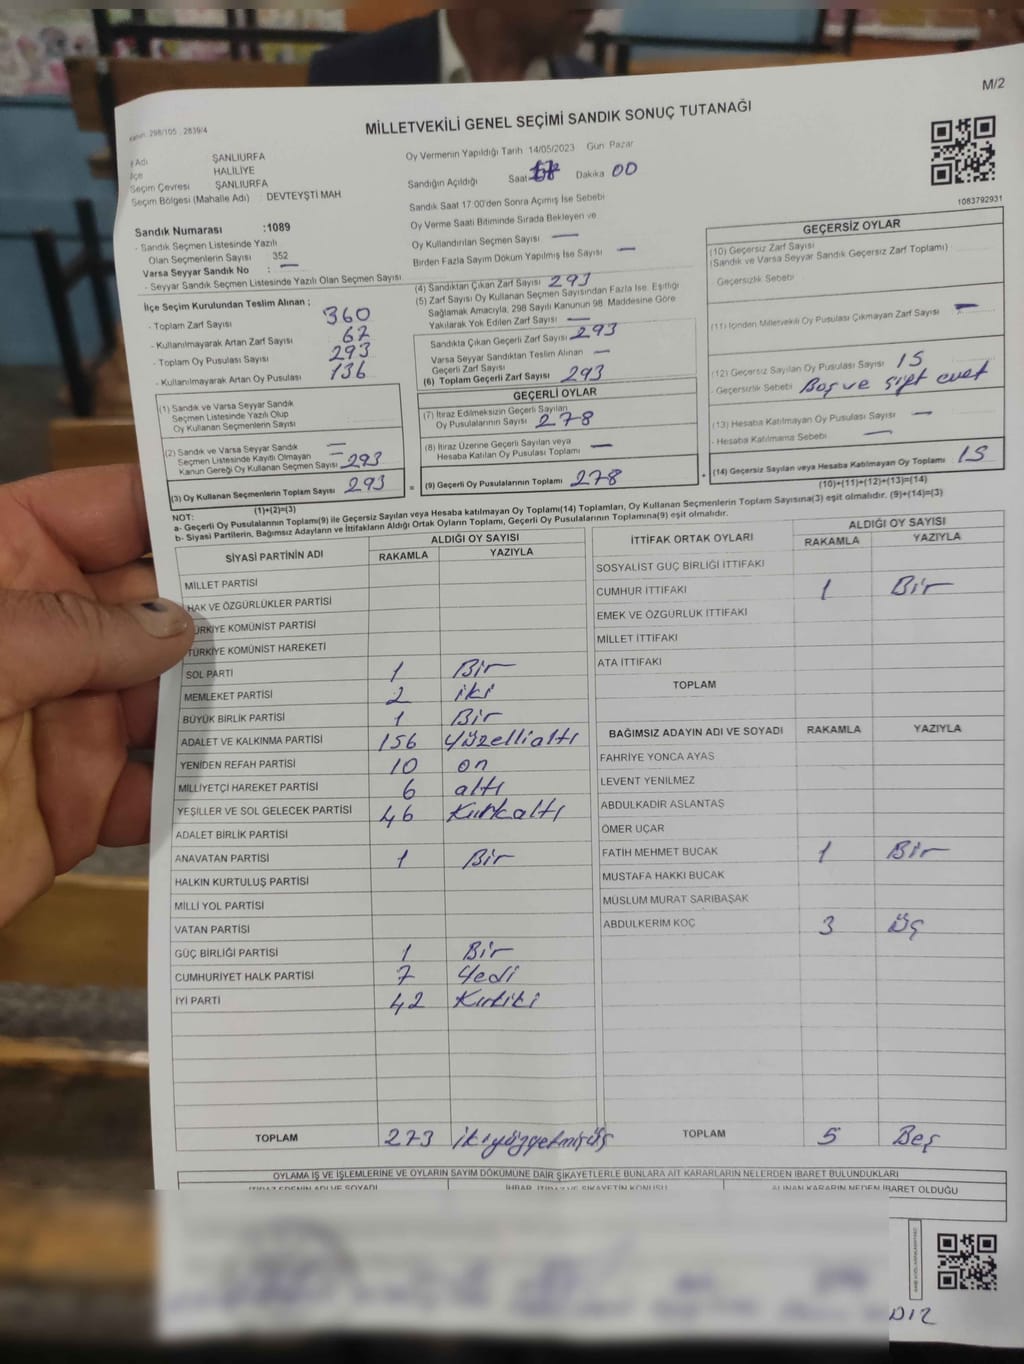 M/2
298/105 . 2839/4
MİLLETVEKİLİ GENEL SEÇİMİ SANDIK SONUÇ TUTANAĞI
Adı ŞANLIURFA
İlçe HALİLİYE
Seçim Çevresi ŞANLIURFA
Seçim Bölgesi (Mahalle Adı) : DEVTEYŞTİ MAH
Oy Vermenin Yapıldığı Tarih 14/05/2023 Gün Pazar
Sandığın Açıldığı Saat Dakika 00
Sandık Saat 17:00'den Sonra Açımış İse Sebebi
Oy Verme Saati Bitiminde Sırada Bekleyen ve
Oy Kullandırılan Seçmen Sayısı —
Birden Fazla Sayım Döküm Yapılmış İse Sayısı —
1083792931
Sandık Numarası :1089
- Sandık Seçmen Listesinde Yazılı
Olan Seçmenlerin Sayısı 352
Varsa Seyyar Sandık No : —
- Seyyar Sandık Seçmen Listesinde Yazılı Olan Seçmen Sayısı
İlçe Seçim Kurulundan Teslim Alınan ;
- Toplam Zarf Sayısı 360
- Kullanılmayarak Artan Zarf Sayısı 67
- Toplam Oy Pusulası Sayısı 293
- Kullanılmayarak Artan Oy Pusulası 136
(1) Sandık ve Varsa Seyyar Sandık
Seçmen Listesinde Yazılı Olup
Oy Kullanan Seçmenlerin Sayısı
(2) Sandık ve Varsa Seyyar Sandık
Seçmen Listesinde Kayıtlı Olmayan
Kanun Gereği Oy Kullanan Seçmen Sayısı 293
(3) Oy Kullanan Seçmenlerin Toplam Sayısı 293
(1)+(2)=(3)
(4) Sandıktan Çıkan Zarf Sayısı 293
(5) Zarf Sayısı Oy Kullanan Seçmen Sayısından Fazla İse, Eşitliği
Sağlamak Amacıyla, 298 Sayılı Kanunun 98. Maddesine Göre
Yakılarak Yok Edilen Zarf Sayısı —
Sandıkta Çıkan Geçerli Zarf Sayısı 293
Varsa Seyyar Sandıktan Teslim Alınan
Geçerli Zarf Sayısı —
(6) Toplam Geçerli Zarf Sayısı 293
GEÇERLİ OYLAR
(7) İtiraz Edilmeksizin Geçerli Sayılan
Oy Pusulalarının Sayısı 278
(8) İtiraz Üzerine Geçerli Sayılan veya
Hesaba Katılan Oy Pusulası Toplamı —
(9) Geçerli Oy Pusulalarının Toplamı 278
GEÇERSİZ OYLAR
(10) Geçersiz Zarf Sayısı
(Sandık ve Varsa Seyyar Sandık Geçersiz Zarf Toplamı)
Geçersizlik Sebebi
(11) İçinden Milletvekili Oy Pusulası Çıkmayan Zarf Sayısı —
(12) Geçersiz Sayılan Oy Pusulası Sayısı 15
- Geçersizlik Sebebi Boş ve evet
(13) Hesaba Katılmayan Oy Pusulası Sayısı —
- Hesaba Katılmama Sebebi —
(14) Geçersiz Sayılan veya Hesaba Katılmayan Oy Toplamı 15
(10)+(11)+(12)+(13)=(14)
NOT:
a- Geçerli Oy Pusulalarının Toplamı(9) ile Geçersiz Sayılan veya Hesaba katılmayan Oy Toplamı(14) Toplamları, Oy Kullanan Seçmenlerin Toplam Sayısına(3) eşit olmalıdır. (9)+(14)=(3)
b- Siyasi Partilerin, Bağımsız Adayların ve İttifakların Aldığı Ortak Oyların Toplamı, Geçerli Oy Pusulalarının Toplamına(9) eşit olmalıdır.
SİYASİ PARTİNİN ADI ALDIĞI OY SAYISI
RAKAMLA YAZIYLA
MİLLET PARTİSİ
HAK VE ÖZGÜRLÜKLER PARTİSİ
TÜRKİYE KOMÜNİST PARTİSİ
TÜRKİYE KOMÜNİST HAREKETİ
SOL PARTİ 1 Bir
MEMLEKET PARTİSİ 2 iki
BÜYÜK BİRLİK PARTİSİ 1 Bir
ADALET VE KALKINMA PARTİSİ 156 Yüzellialtı
YENİDEN REFAH PARTİSİ 10 on
MİLLİYETÇİ HAREKET PARTİSİ 6 altı
YEŞİLLER VE SOL GELECEK PARTİSİ 46 Kırkaltı
ADALET BİRLİK PARTİSİ
ANAVATAN PARTİSİ 1 Bir
HALKIN KURTULUŞ PARTİSİ
MİLLİ YOL PARTİSİ
VATAN PARTİSİ
GÜÇ BİRLİĞİ PARTİSİ 1 Bir
CUMHURİYET HALK PARTİSİ 7 Yedi
İYİ PARTİ 42 Kırkiki
TOPLAM 273 ikiyüzyetmişüç
İTTİFAK ORTAK OYLARI ALDIĞI OY SAYISI
RAKAMLA YAZIYLA
SOSYALİST GÜÇ BİRLİĞİ İTTİFAKI
CUMHUR İTTİFAKI 1 Bir
EMEK VE ÖZGÜRLÜK İTTİFAKI
MİLLET İTTİFAKI
ATA İTTİFAKI
TOPLAM
BAĞIMSIZ ADAYIN ADI VE SOYADI RAKAMLA YAZIYLA
FAHRİYE YONCA AYAS
LEVENT YENİLMEZ
ABDULKADİR ASLANTAŞ
ÖMER UÇAR
FATİH MEHMET BUCAK 1 Bir
MUSTAFA HAKKI BUCAK
MÜSLÜM MURAT SARIBAŞAK
ABDULKERİM KOÇ 3 üç
TOPLAM 5 Beş
OYLAMA İŞ VE İŞLEMLERİNE VE OYLARIN SAYIM DÖKÜMÜNE DAİR ŞİKAYETLERLE BUNLARA AİT KARARLARIN NELERDEN İBARET BULUNDUKLARI
İTİRAZ EDENİN ADI VE SOYADI İHBAR, İTİRAZ VE ŞİKAYETİN KONUSU ALINAN KARARIN NEDEN İBARET OLDUĞU